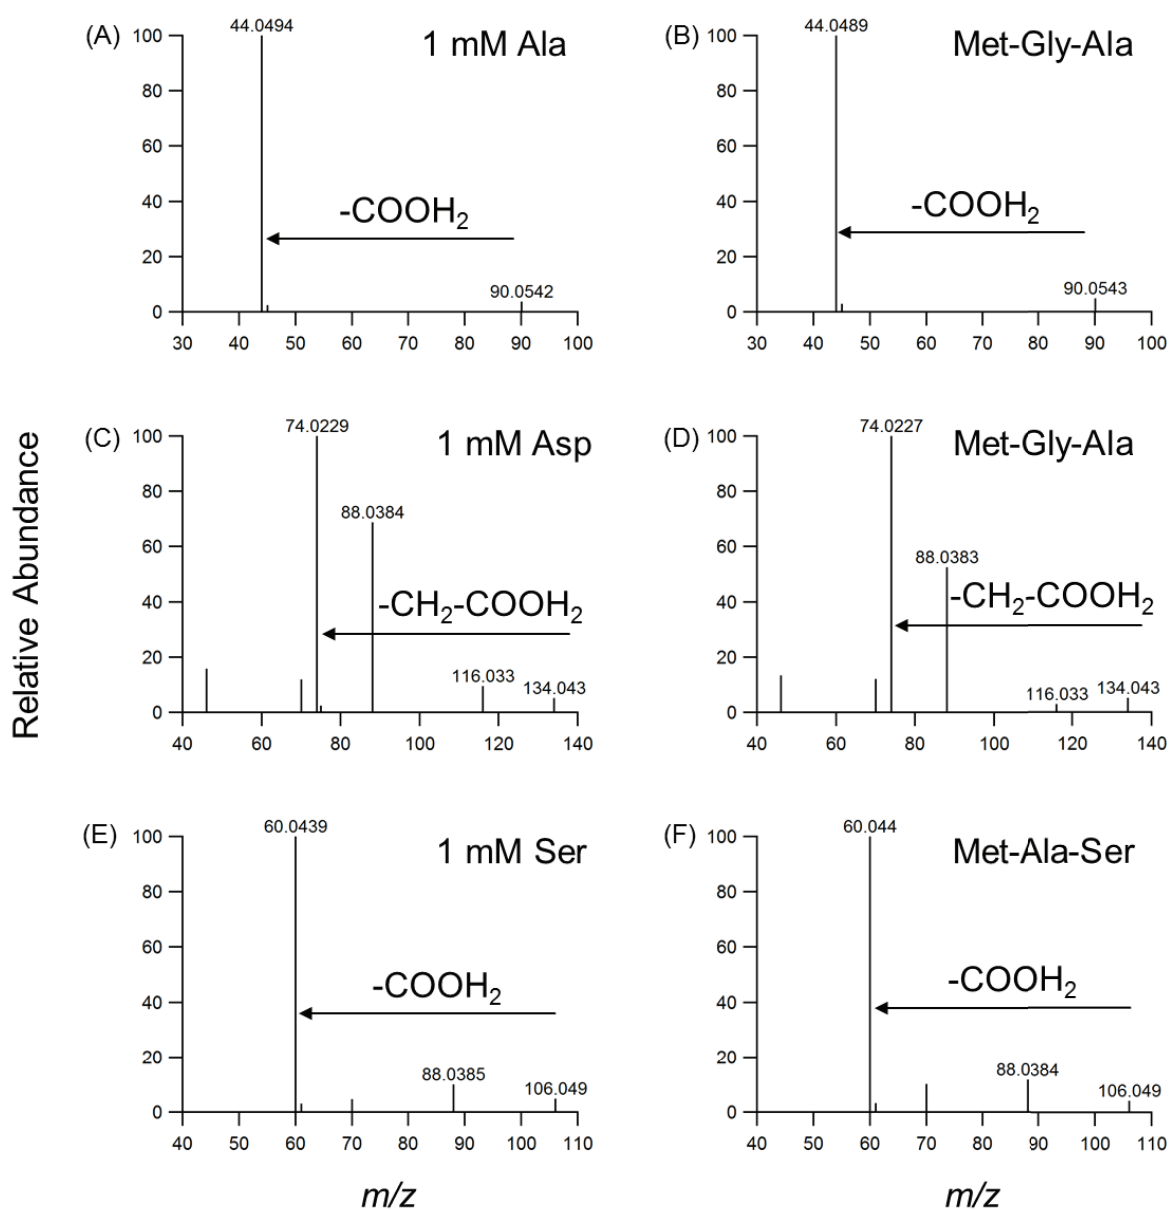 (A)
1 mM Ala
44.0494
100
80
60
40
20
0
-COOH₂
90.0542
30 40 50 60 70 80 90 100
(B)
Met-Gly-Ala
44.0489
100
80
60
40
20
0
-COOH₂
90.0543
30 40 50 60 70 80 90 100
Relative Abundance
(C)
1 mM Asp
74.0229
100
80
60
40
20
0
88.0384
-CH₂-COOH₂
116.033
134.043
40 60 80 100 120 140
(D)
Met-Gly-Ala
74.0227
100
80
60
40
20
0
88.0383
-CH₂-COOH₂
116.033
134.043
40 60 80 100 120 140
(E)
1 mM Ser
60.0439
100
80
60
40
20
0
-COOH₂
88.0385
106.049
40 50 60 70 80 90 100 110
m/z
(F)
Met-Ala-Ser
60.044
100
80
60
40
20
0
-COOH₂
88.0384
106.049
40 50 60 70 80 90 100 110
m/z